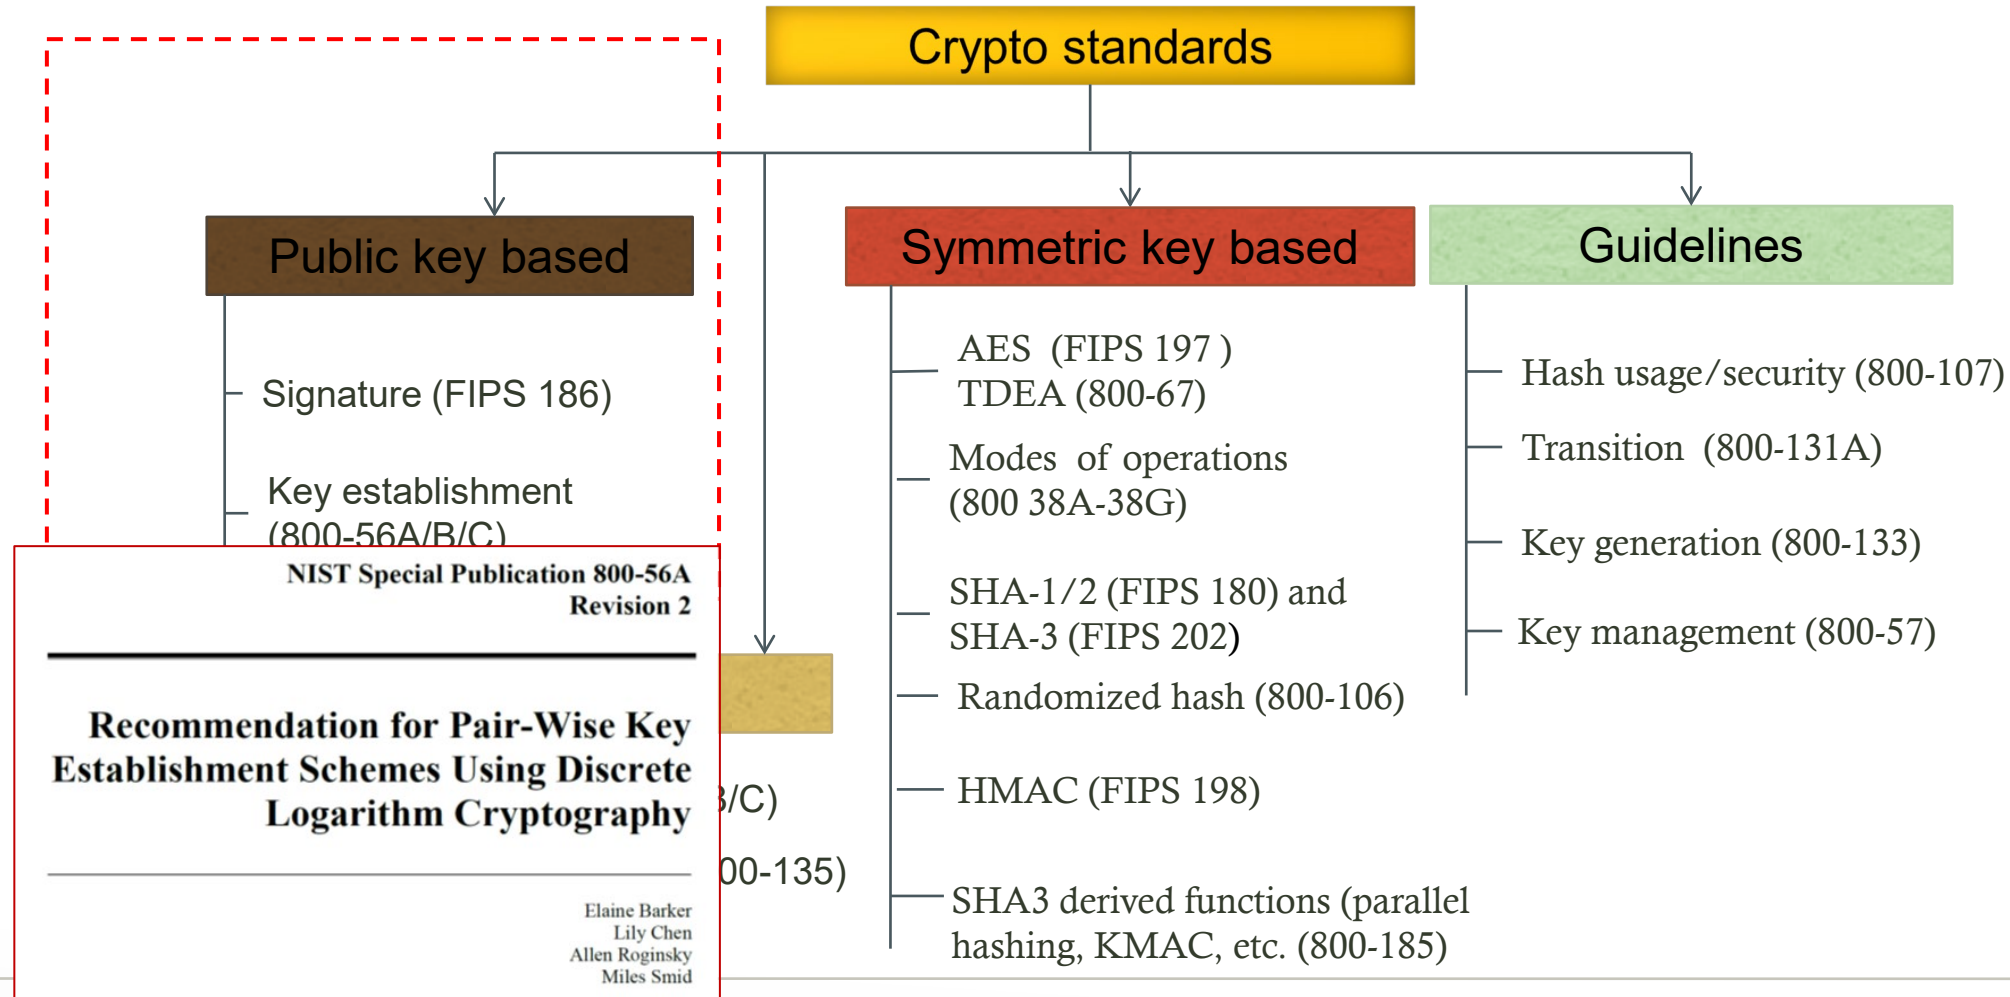 Crypto standards
Public key based
Signature (FIPS 186)
Key establishment
(800-56A/B/C)
NIST Special Publication 800-56A
Revision 2
Recommendation for Pair-Wise Key
Establishment Schemes Using Discrete
Logarithm Cryptography
Elaine Barker
Lily Chen
Allen Roginsky
Miles Smid
/C)
00-135)
Symmetric key based
AES (FIPS 197 )
TDEA (800-67)
Modes of operations
(800 38A-38G)
SHA-1/2 (FIPS 180) and
SHA-3 (FIPS 202)
Randomized hash (800-106)
HMAC (FIPS 198)
SHA3 derived functions (parallel
hashing, KMAC, etc. (800-185)
Guidelines
Hash usage/security (800-107)
Transition (800-131A)
Key generation (800-133)
Key management (800-57)